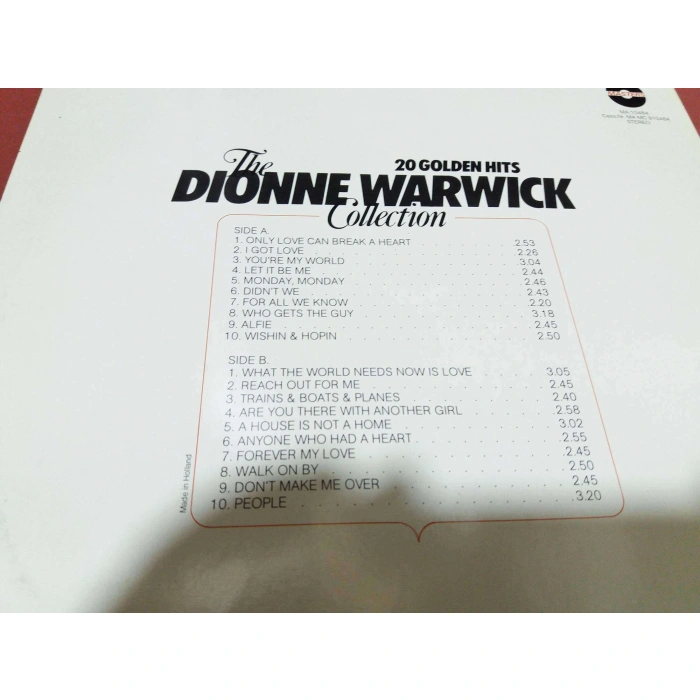 STEREO
The
20 GOLDEN HITS
DIONNE WARWICK
Collection
SIDE A.
1. ONLY LOVE CAN BREAK A HEART 2.53
2. I GOT LOVE 2.26
3. YOU'RE MY WORLD 3.04
4. LET IT BE ME 2.44
5. MONDAY, MONDAY 2.46
6. DIDN'T WE 2.43
7. FOR ALL WE KNOW 2.20
8. WHO GETS THE GUY 3.18
9. ALFIE 2.45
10. WISHIN & HOPIN 2.50
SIDE B.
1. WHAT THE WORLD NEEDS NOW IS LOVE 3.05
2. REACH OUT FOR ME 2.45
3. TRAINS & BOATS & PLANES 2.40
4. ARE YOU THERE WITH ANOTHER GIRL 2.58
5. A HOUSE IS NOT A HOME 3.02
6. ANYONE WHO HAD A HEART 2.55
7. FOREVER MY LOVE 2.45
8. WALK ON BY 2.50
9. DON'T MAKE ME OVER 2.45
10. PEOPLE 3.20
Made in Holland